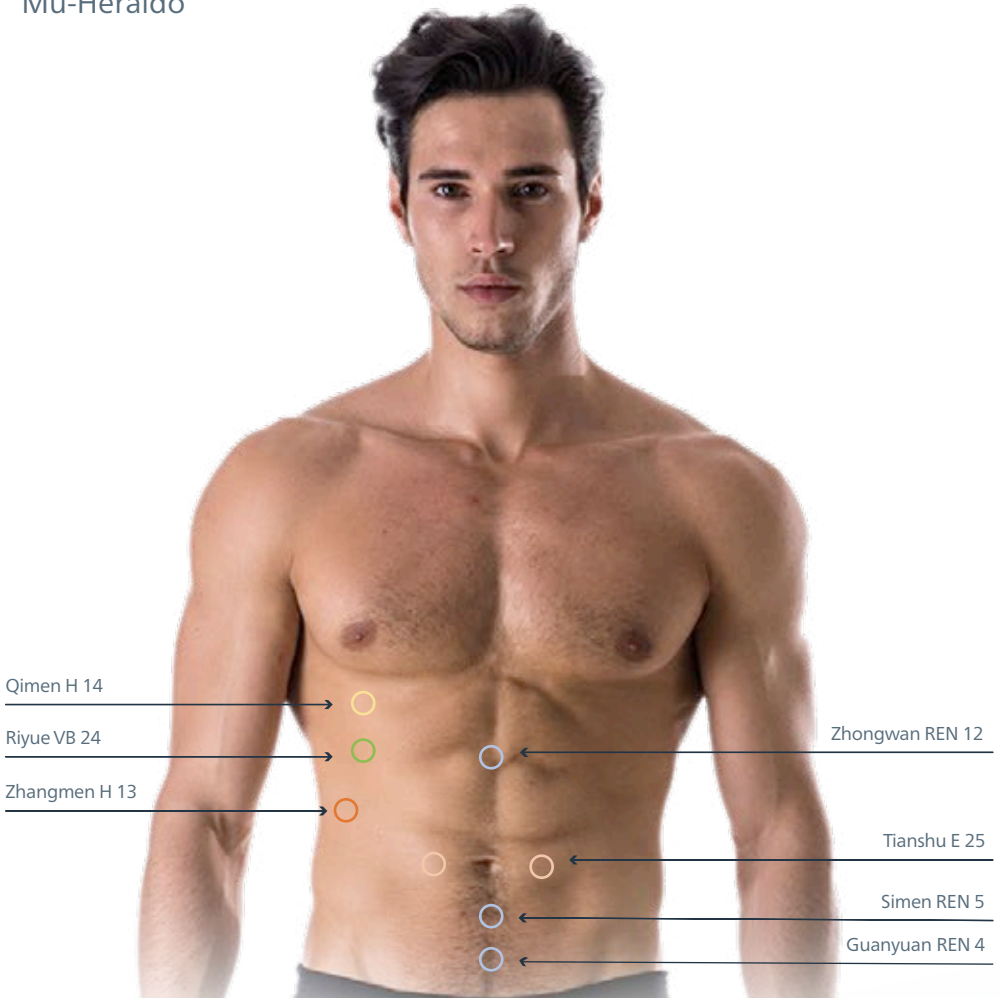 Mu-Heraldo
Qimen H 14
Riyue VB 24
Zhangmen H 13
Zhongwan REN 12
Tianshu E 25
Simen REN 5
Guanyuan REN 4